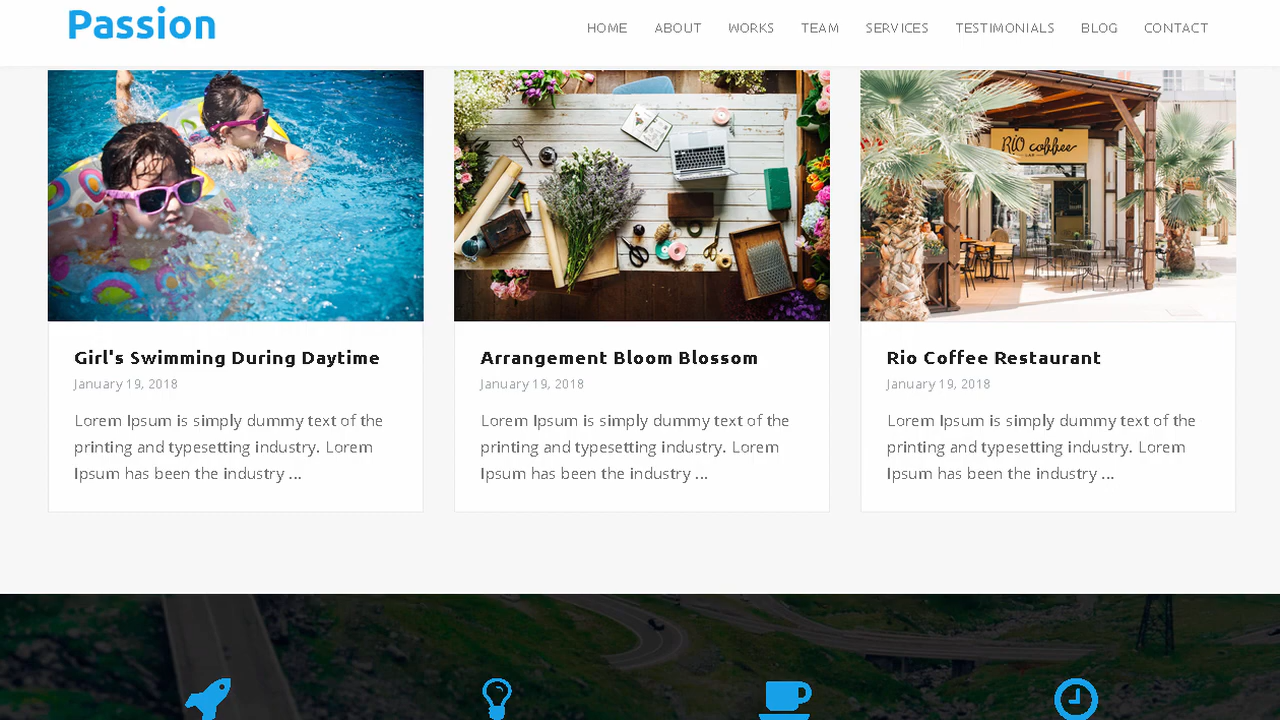 Passion
HOME ABOUT WORKS TEAM SERVICES TESTIMONIALS BLOG CONTACT
RIO coffee
BAR
Girl's Swimming During Daytime
January 19, 2018
Lorem Ipsum is simply dummy text of the
printing and typesetting industry. Lorem
Ipsum has been the industry ...
Arrangement Bloom Blossom
January 19, 2018
Lorem Ipsum is simply dummy text of the
printing and typesetting industry. Lorem
Ipsum has been the industry ...
Rio Coffee Restaurant
January 19, 2018
Lorem Ipsum is simply dummy text of the
printing and typesetting industry. Lorem
Ipsum has been the industry ...